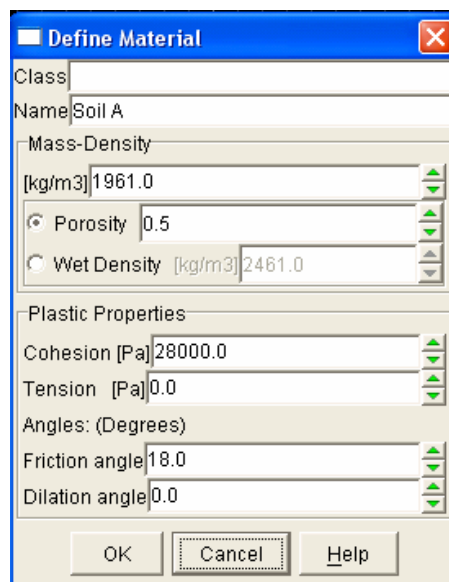 Define Material
Class
Name Soil A
Mass-Density
[kg/m3] 1961.0
Porosity 0.5
Wet Density [kg/m3] 2461.0
Plastic Properties
Cohesion [Pa] 28000.0
Tension [Pa] 0.0
Angles: (Degrees)
Friction angle 18.0
Dilation angle 0.0
OK Cancel Help